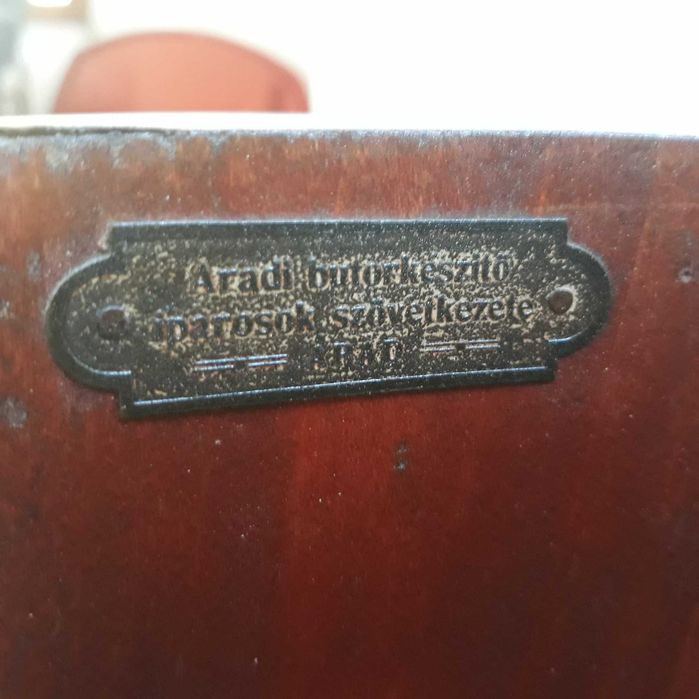 Aradi butorkészitő
iparosok szövetkezete
ARAD